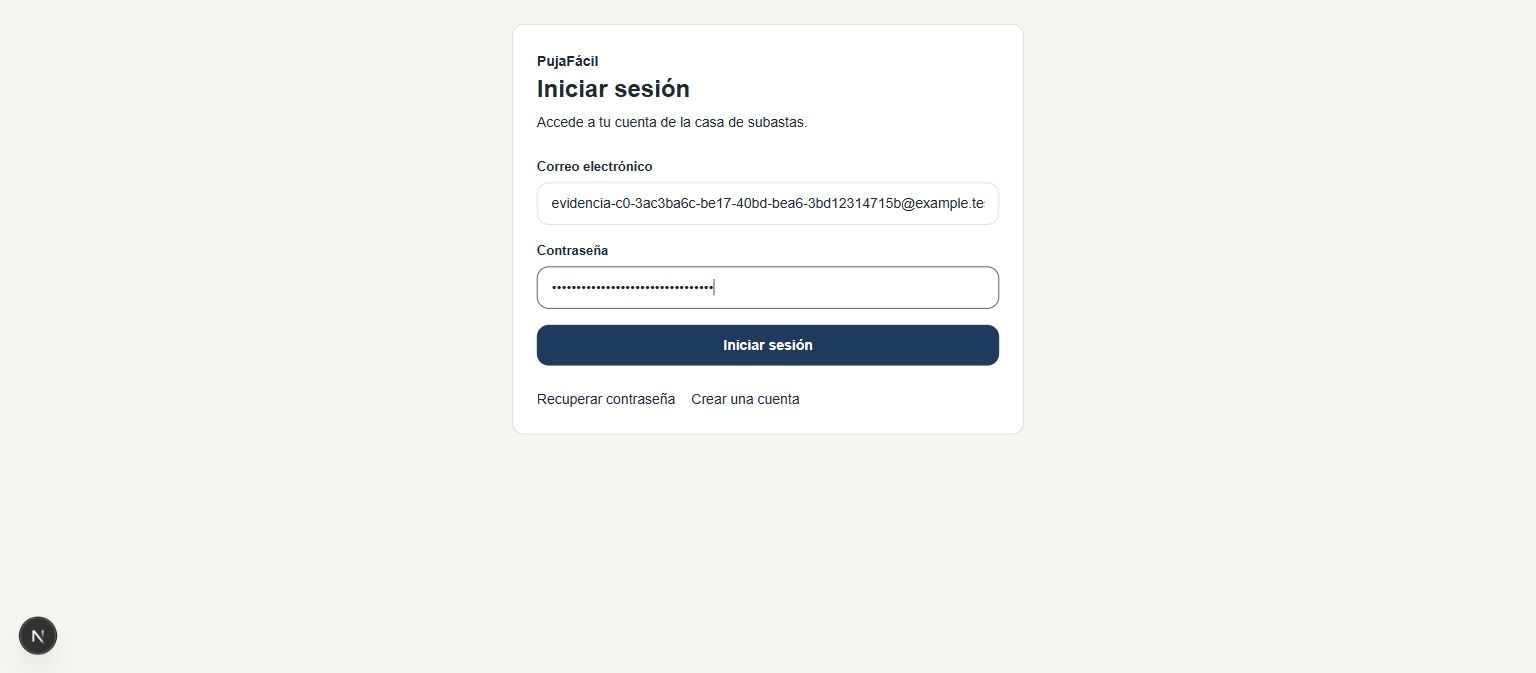 PujaFácil
Iniciar sesión
Accede a tu cuenta de la casa de subastas.
Correo electrónico
evidencia-c0-3ac3ba6c-be17-40bd-bea6-3bd12314715b@example.te
Contraseña
•••••••••••••••••••••••••••••••••
Iniciar sesión
Recuperar contraseña Crear una cuenta
N